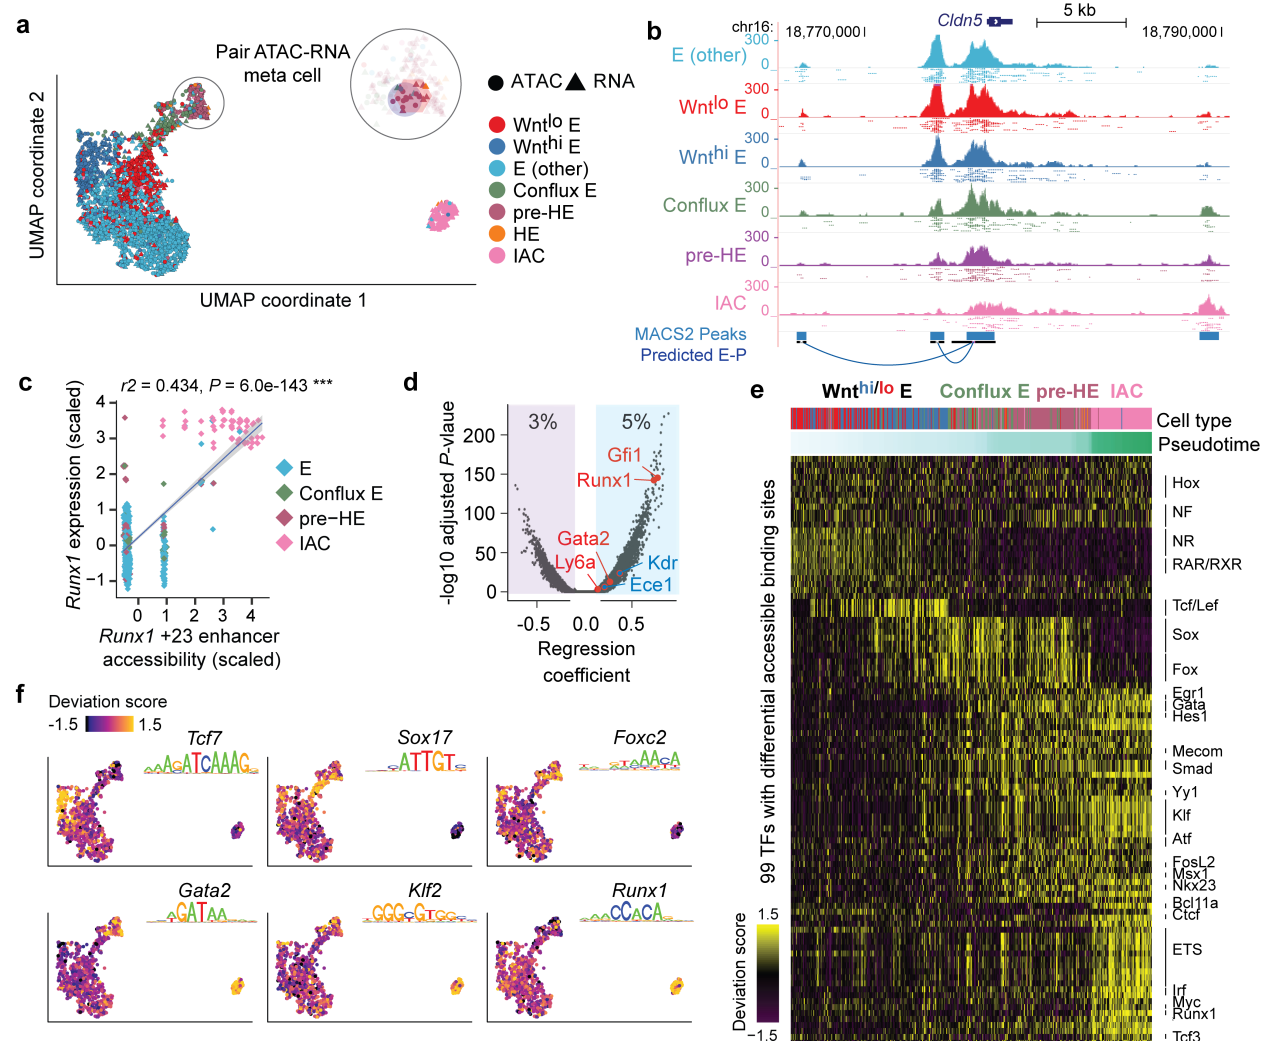 a
Pair ATAC-RNA
meta cell
ATAC RNA
Wntlo E
Wnthi E
E (other)
Conflux E
pre-HE
HE
IAC
UMAP coordinate 2
UMAP coordinate 1
b
Cldn5
5 kb
chr16:
18,770,000
18,790,000
300
E (other)
0
300
Wntlo E
0
300
Wnthi E
0
300
Conflux E
0
300
pre-HE
0
300
IAC
0
MACS2 Peaks
Predicted E-P
c
r2 = 0.434, P = 6.0e-143 ***
Runx1 expression (scaled)
4
3
2
1
0
−1
0 1 2 3 4
Runx1 +23 enhancer
accessibility (scaled)
E
Conflux E
pre−HE
IAC
d
-log10 adjusted P-vlaue
3%
5%
200
150
100
50
0
Gfi1
Runx1
Gata2
Ly6a
Kdr
Ece1
-0.5 0.0 0.5
Regression
coefficient
e
Wnthi/lo E Conflux E pre-HE IAC
Cell type
Pseudotime
99 TFs with differential accessible binding sites
Hox
NF
NR
RAR/RXR
Tcf/Lef
Sox
Fox
Egr1
Gata
Hes1
Mecom
Smad
Yy1
Klf
Atf
FosL2
Msx1
Nkx23
Bcl11a
Ctcf
ETS
Irf
Myc
Runx1
Tcf3
Deviation score
1.5
−1.5
f
Deviation score
-1.5 1.5
Tcf7
AAAGATCAAAG
Sox17
ATTGT
Foxc2
AAACA
Gata2
AGATAA
Klf2
GGGCGTGG
Runx1
AACCACA